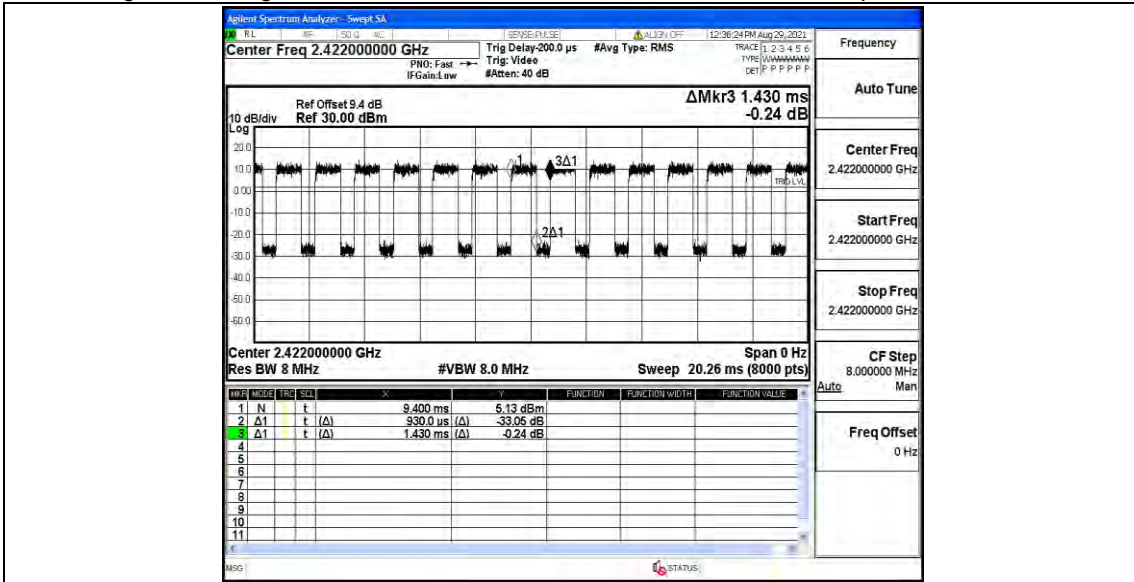 Agilent Spectrum Analyzer - Swept SA
RL RF 50 Ω AC SENSE:PULSE ALIGN OFF 12:36:24 PM Aug 29, 2021
Center Freq 2.422000000 GHz
PNO: Fast
IFGain:Low
Trig Delay-200.0 µs
Trig: Video
#Atten: 40 dB
#Avg Type: RMS
TRACE 1 2 3 4 5 6
TYPE
DET P P P P P P
Ref Offset 9.4 dB
10 dB/div Ref 30.00 dBm
Log
ΔMkr3 1.430 ms
-0.24 dB
20.0
10.0
0.00
-10.0
-20.0
-30.0
-40.0
-50.0
-60.0
1
3Δ1
2Δ1
TRIG LVL
Center 2.422000000 GHz Span 0 Hz
Res BW 8 MHz #VBW 8.0 MHz Sweep 20.26 ms (8000 pts)
MKR MODE TRC SCL X Y FUNCTION FUNCTION WIDTH FUNCTION VALUE
1 N t 9.400 ms 5.13 dBm
2 Δ1 t (Δ) 930.0 µs (Δ) -33.05 dB
3 Δ1 t (Δ) 1.430 ms (Δ) -0.24 dB
4
5
6
7
8
9
10
11
MSG STATUS
Frequency
Auto Tune
Center Freq
2.422000000 GHz
Start Freq
2.422000000 GHz
Stop Freq
2.422000000 GHz
CF Step
8.000000 MHz
Auto Man
Freq Offset
0 Hz